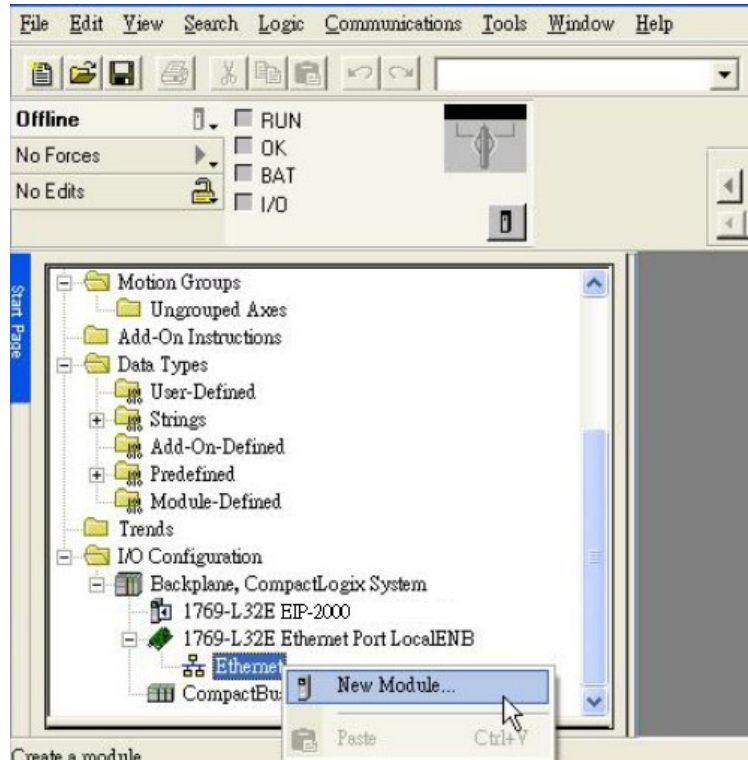 File Edit View Search Logic Communications Tools Window Help
Offline
RUN
No Forces
OK
No Edits
BAT
I/O
Start Page
Motion Groups
Ungrouped Axes
Add-On Instructions
Data Types
User-Defined
Strings
Add-On-Defined
Predefined
Module-Defined
Trends
I/O Configuration
Backplane, CompactLogix System
1769-L32E EIP-2000
1769-L32E Ethernet Port LocalENB
Ethernet
New Module...
CompactBu
Paste Ctrl+V
Create a module